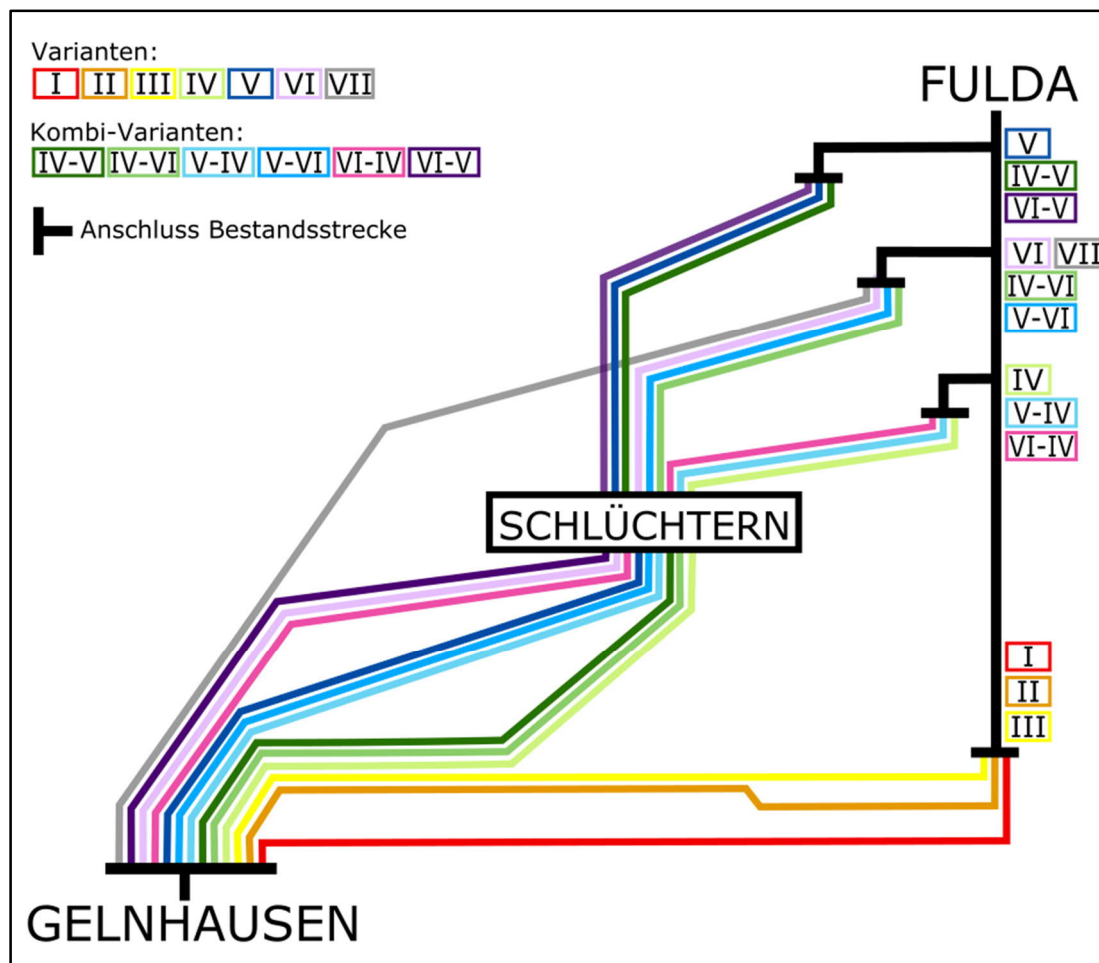 Varianten:
I II III IV V VI VII
Kombi-Varianten:
IV-V IV-VI V-IV V-VI VI-IV VI-V
Anschluss Bestandsstrecke
FULDA
V
IV-V
VI-V
VI VII
IV-VI
V-VI
IV
V-IV
VI-IV
SCHLÜCHTERN
I
II
III
GELNHAUSEN